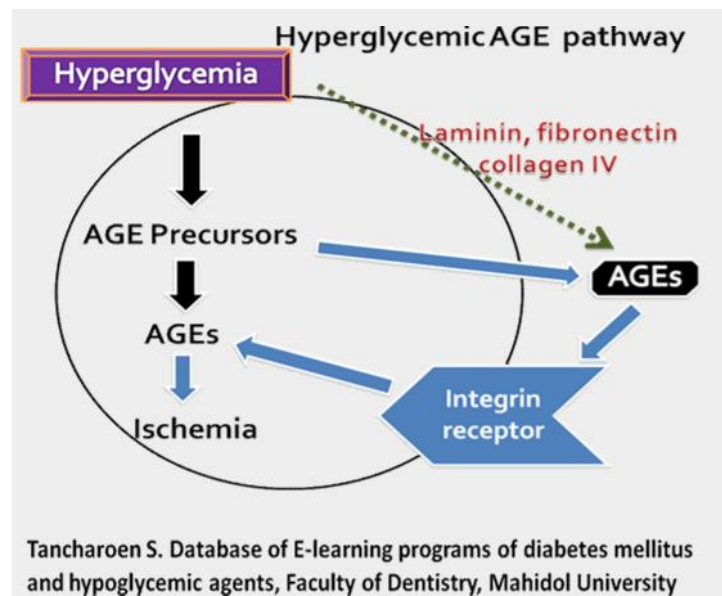 Hyperglycemic AGE pathway
Hyperglycemia
Laminin, fibronectin
collagen IV
AGE Precursors
AGEs
AGEs
Integrin
receptor
Ischemia
Tancharoen S. Database of E-learning programs of diabetes mellitus
and hypoglycemic agents, Faculty of Dentistry, Mahidol University